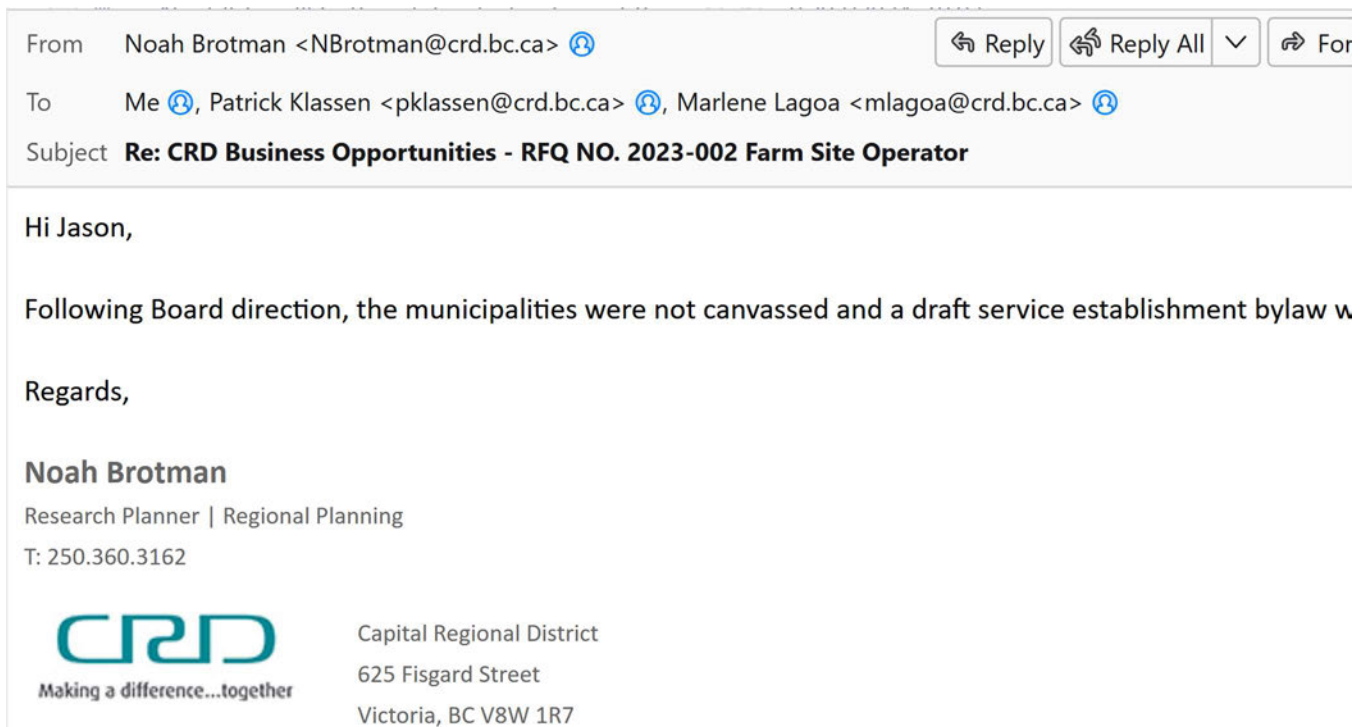 From Noah Brotman <NBrotman@crd.bc.ca> Reply Reply All
To Me, Patrick Klassen <pklassen@crd.bc.ca>, Marlene Lagoa <mlagoa@crd.bc.ca>
Subject Re: CRD Business Opportunities - RFQ NO. 2023-002 Farm Site Operator
Hi Jason,
Following Board direction, the municipalities were not canvassed and a draft service establishment bylaw
Regards,
Noah Brotman
Research Planner | Regional Planning
T: 250.360.3162
CRD
Making a difference...together
Capital Regional District
625 Fisgard Street
Victoria, BC V8W 1R7